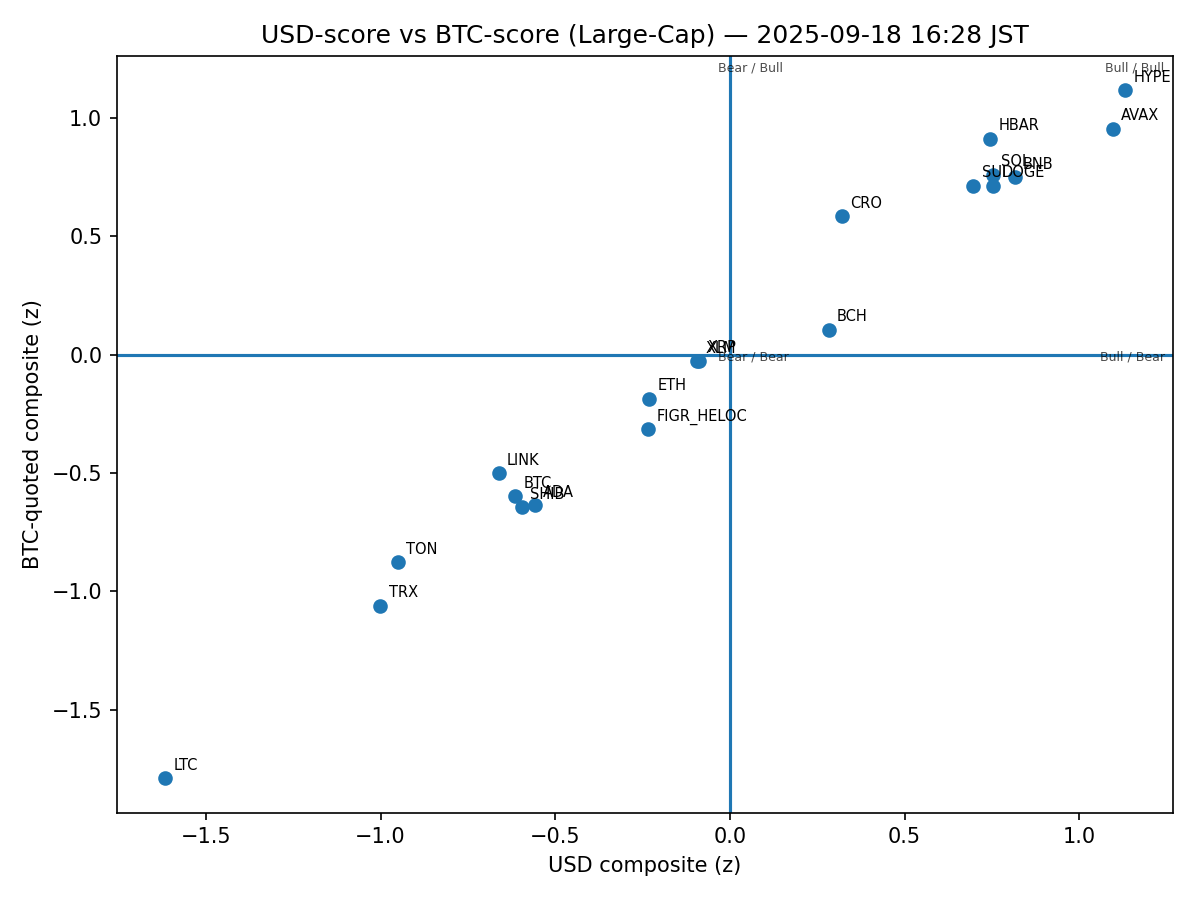 USD-score vs BTC-score (Large-Cap) — 2025-09-18 16:28 JST
Bear / Bull
Bull / Bull
HYPE
AVAX
HBAR
SOL
BNB
SUI
DOGE
CRO
BCH
XRP
XLM
Bear / Bear
Bull / Bear
ETH
FIGR_HELOC
LINK
BTC
SHIB
ADA
TON
TRX
LTC
1.0
0.5
0.0
−0.5
−1.0
−1.5
BTC-quoted composite (z)
−1.5
−1.0
−0.5
0.0
0.5
1.0
USD composite (z)